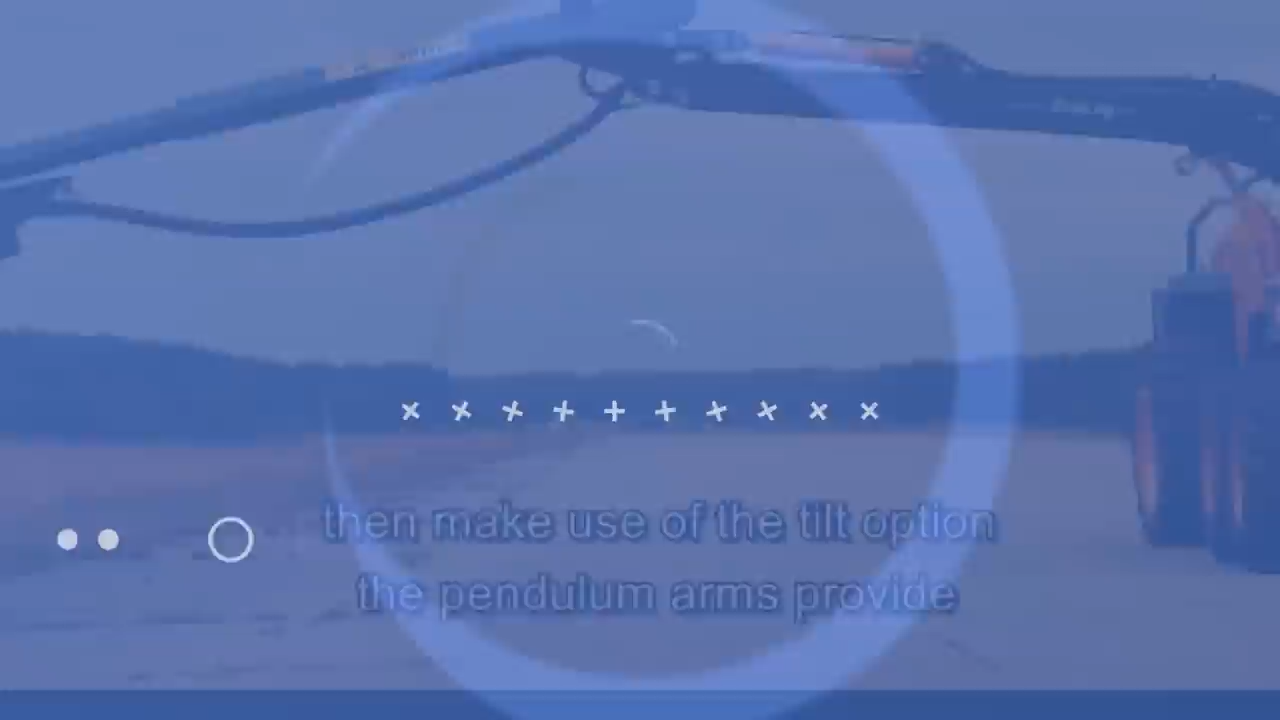 then make use of the tilt option
the pendulum arms provide